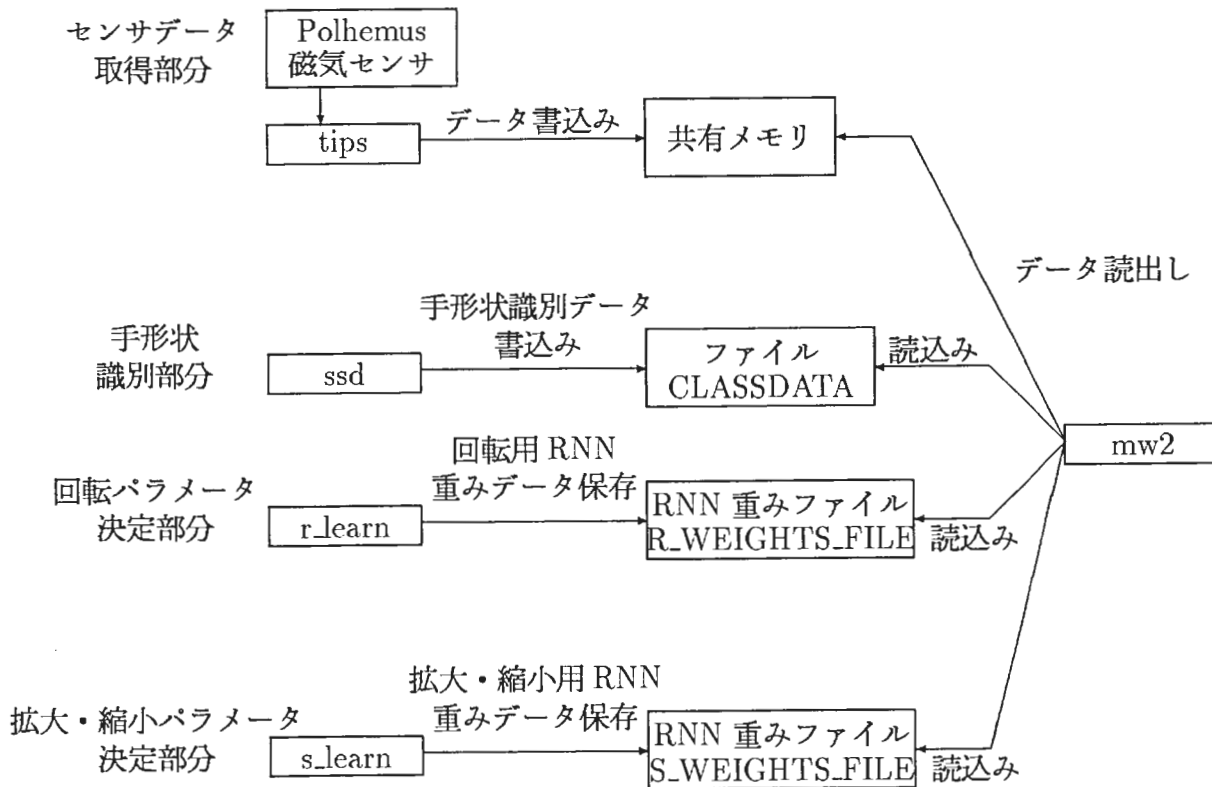 センサデータ
取得部分
Polhemus
磁気センサ
tips
データ書込み
共有メモリ
データ読出し
手形状
識別部分
ssd
手形状識別データ
書込み
ファイル
CLASSDATA
読込み
mw2
回転パラメータ
決定部分
r_learn
回転用 RNN
重みデータ保存
RNN 重みファイル
R_WEIGHTS_FILE
読込み
拡大・縮小パラメータ
決定部分
s_learn
拡大・縮小用 RNN
重みデータ保存
RNN 重みファイル
S_WEIGHTS_FILE
読込み